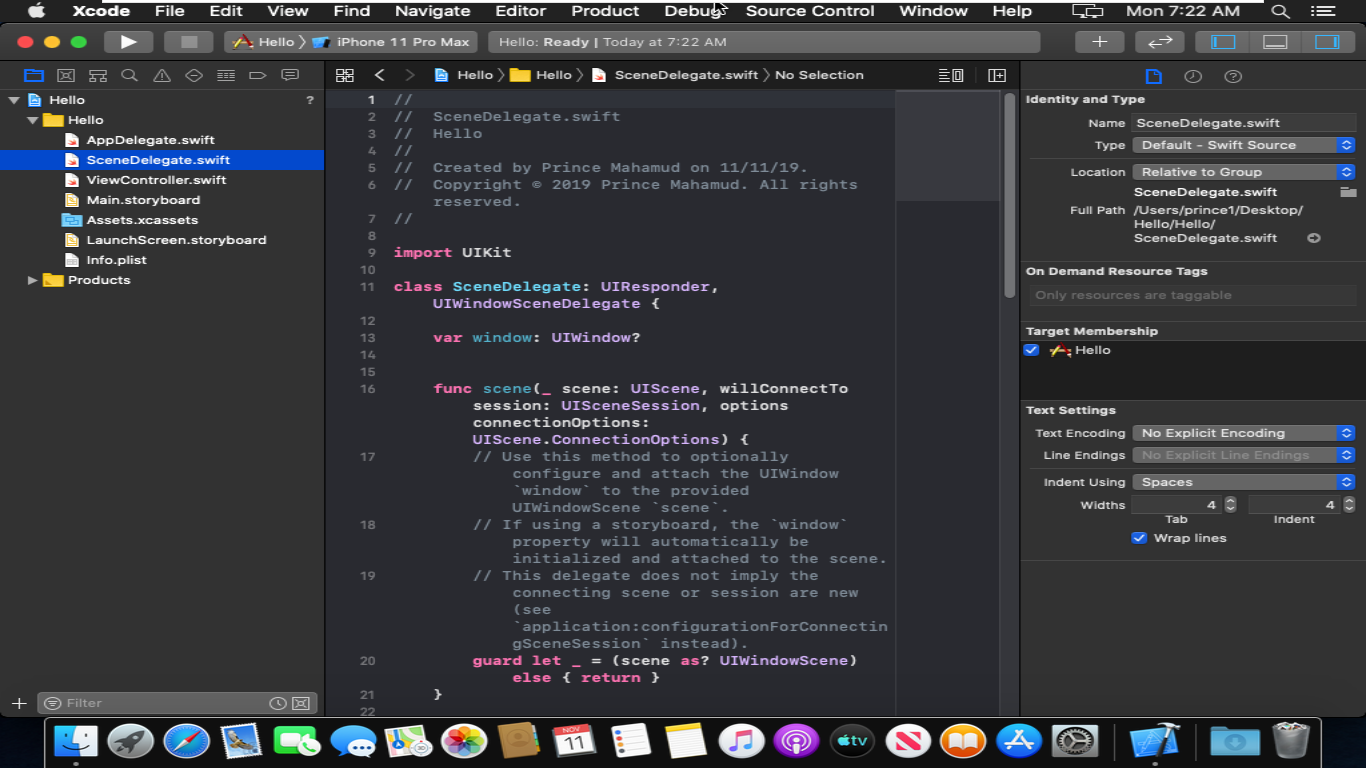 Xcode File Edit View Find Navigate Editor Product Debug Source Control Window Help Mon 7:22 AM
Hello iPhone 11 Pro Max
Hello: Ready | Today at 7:22 AM
Hello ?
Hello
AppDelegate.swift
SceneDelegate.swift
ViewController.swift
Main.storyboard
Assets.xcassets
LaunchScreen.storyboard
Info.plist
Products
Filter
Hello Hello SceneDelegate.swift No Selection
1 //
2 //  SceneDelegate.swift
3 //  Hello
4 //
5 //  Created by Prince Mahamud on 11/11/19.
6 //  Copyright © 2019 Prince Mahamud. All rights
reserved.
7 //
8
9 import UIKit
10
11 class SceneDelegate: UIResponder,
UIWindowSceneDelegate {
12
13 var window: UIWindow?
14
15
16 func scene(_ scene: UIScene, willConnectTo
session: UISceneSession, options
connectionOptions:
UIScene.ConnectionOptions) {
17 // Use this method to optionally
configure and attach the UIWindow
`window` to the provided
UIWindowScene `scene`.
18 // If using a storyboard, the `window`
property will automatically be
initialized and attached to the scene.
19 // This delegate does not imply the
connecting scene or session are new
(see
`application:configurationForConnectin
gSceneSession` instead).
20 guard let _ = (scene as? UIWindowScene)
else { return }
21 }
22
Identity and Type
Name SceneDelegate.swift
Type Default - Swift Source
Location Relative to Group
SceneDelegate.swift
Full Path /Users/prince1/Desktop/
Hello/Hello/
SceneDelegate.swift
On Demand Resource Tags
Only resources are taggable
Target Membership
Hello
Text Settings
Text Encoding No Explicit Encoding
Line Endings No Explicit Line Endings
Indent Using Spaces
Widths 4 4
Tab Indent
Wrap lines
NOV
11
tv